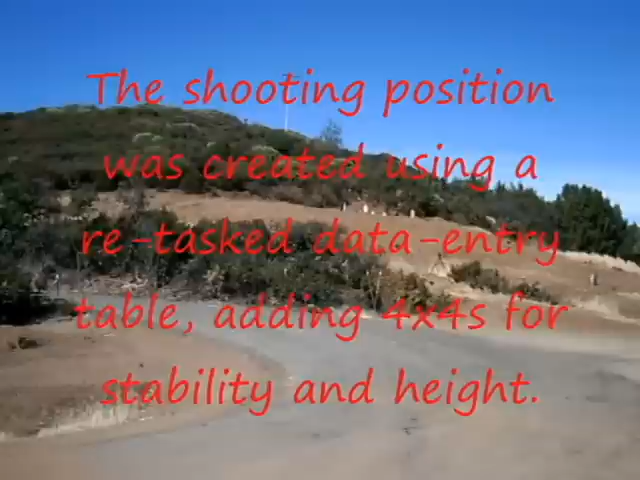 The shooting position
was created using a
re-tasked data-entry
table, adding 4x4s for
stability and height.